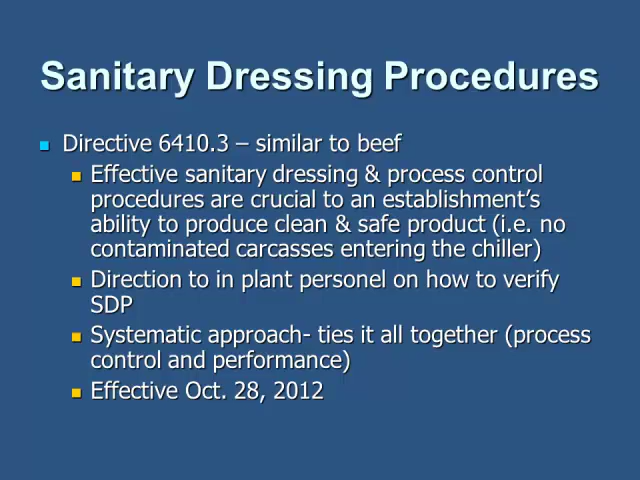 Sanitary Dressing Procedures
Directive 6410.3 – similar to beef
Effective sanitary dressing & process control
procedures are crucial to an establishment's
ability to produce clean & safe product (i.e. no
contaminated carcasses entering the chiller)
Direction to in plant personel on how to verify
SDP
Systematic approach- ties it all together (process
control and performance)
Effective Oct. 28, 2012